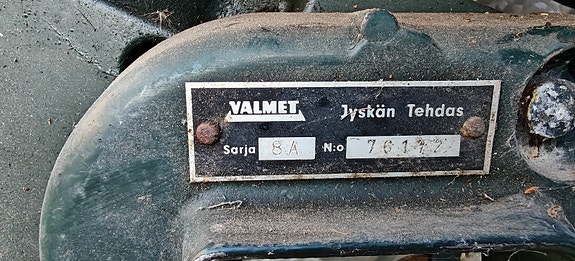 VALMET Jyskän Tehdas
Sarja 8A N:o 76172